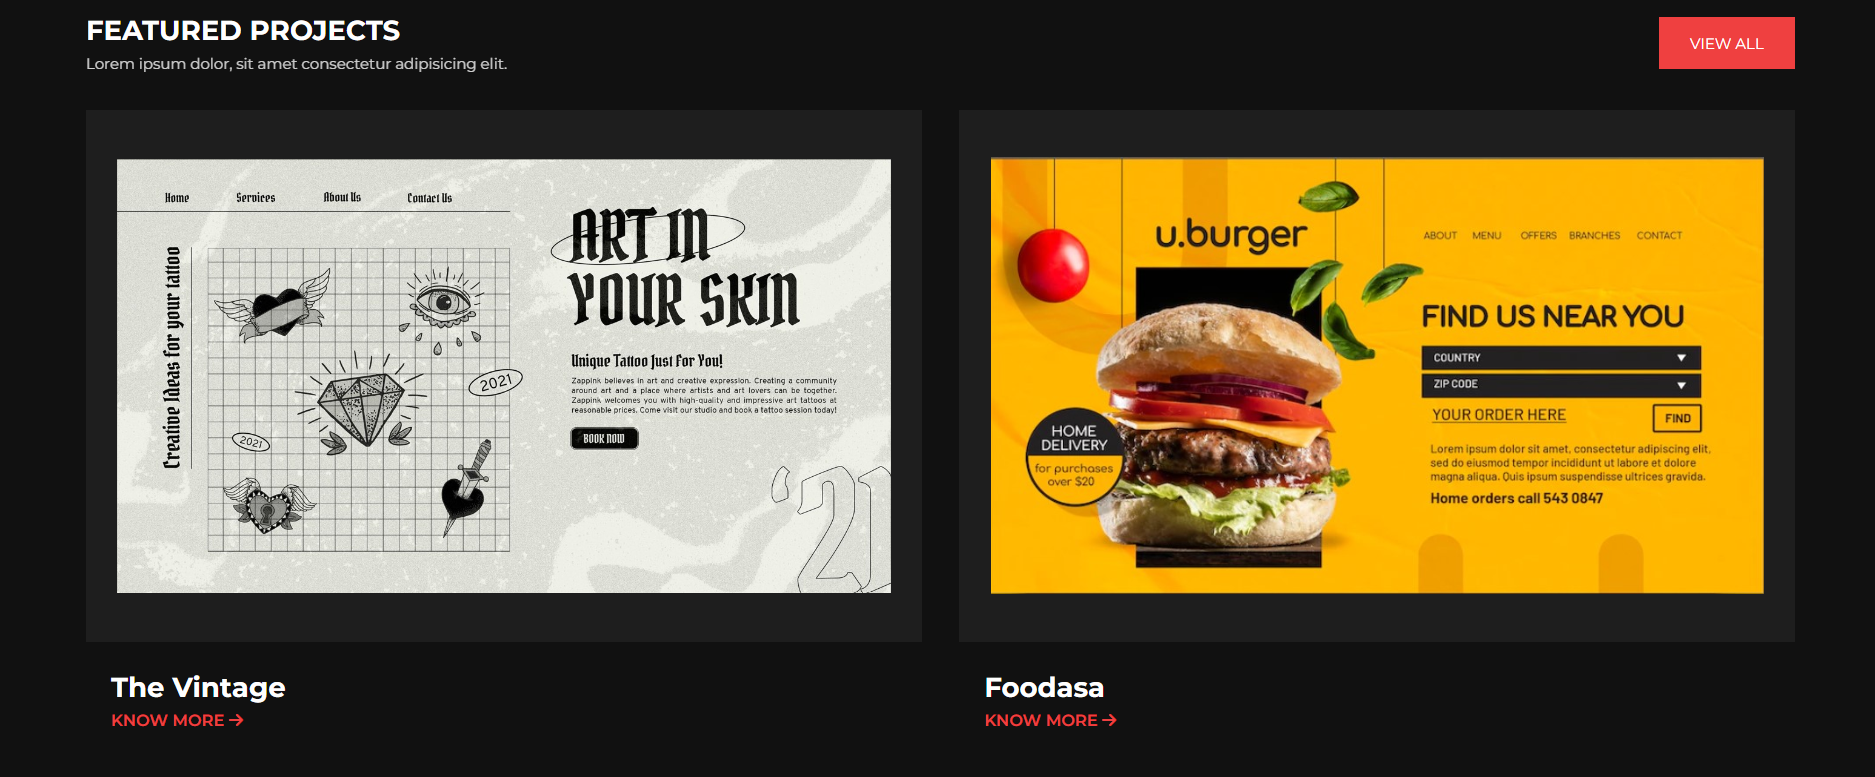 FEATURED PROJECTS
Lorem ipsum dolor, sit amet consectetur adipisicing elit.
VIEW ALL
Home Services About Us Contact Us
Creative Ideas for your tattoo
2021
2021
ART IN
YOUR SKIN
Unique Tattoo Just For You!
Zappink believes in art and creative expression. Creating a community
around art and a place where artists and art lovers can be together.
Zappink welcomes you with high-quality and impressive art tattoos at
reasonable prices. Come visit our studio and book a tattoo session today!
BOOK NOW
'21
u.burger
ABOUT MENU OFFERS BRANCHES CONTACT
HOME
DELIVERY
for purchases
over $20
FIND US NEAR YOU
COUNTRY
ZIP CODE
YOUR ORDER HERE
FIND
Lorem ipsum dolor sit amet, consectetur adipiscing elit,
sed do eiusmod tempor incididunt ut labore et dolore
magna aliqua. Quis ipsum suspendisse ultrices gravida.
Home orders call 543 0847
The Vintage
KNOW MORE →
Foodasa
KNOW MORE →